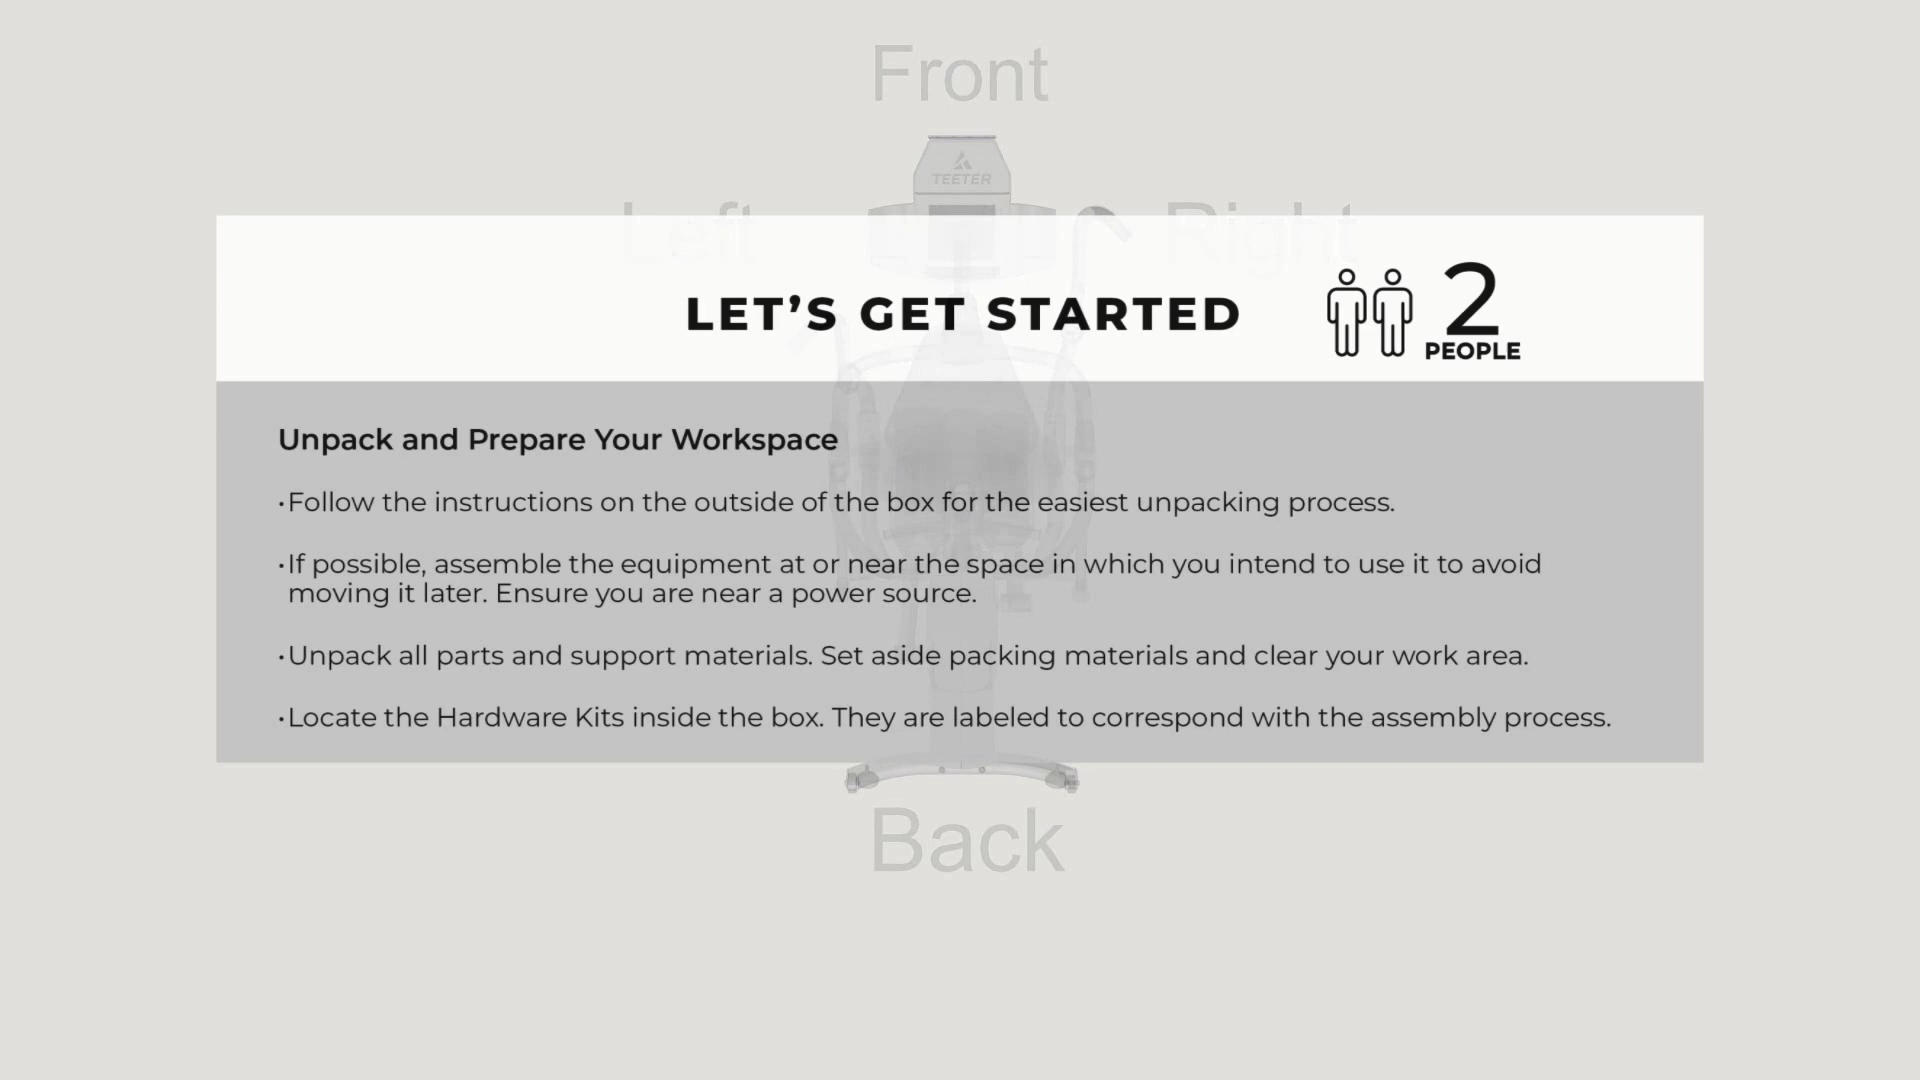 Front
TEETER
Left
Right
LET’S GET STARTED
2
PEOPLE
Unpack and Prepare Your Workspace
·Follow the instructions on the outside of the box for the easiest unpacking process.
·If possible, assemble the equipment at or near the space in which you intend to use it to avoid
moving it later. Ensure you are near a power source.
·Unpack all parts and support materials. Set aside packing materials and clear your work area.
·Locate the Hardware Kits inside the box. They are labeled to correspond with the assembly process.
Back